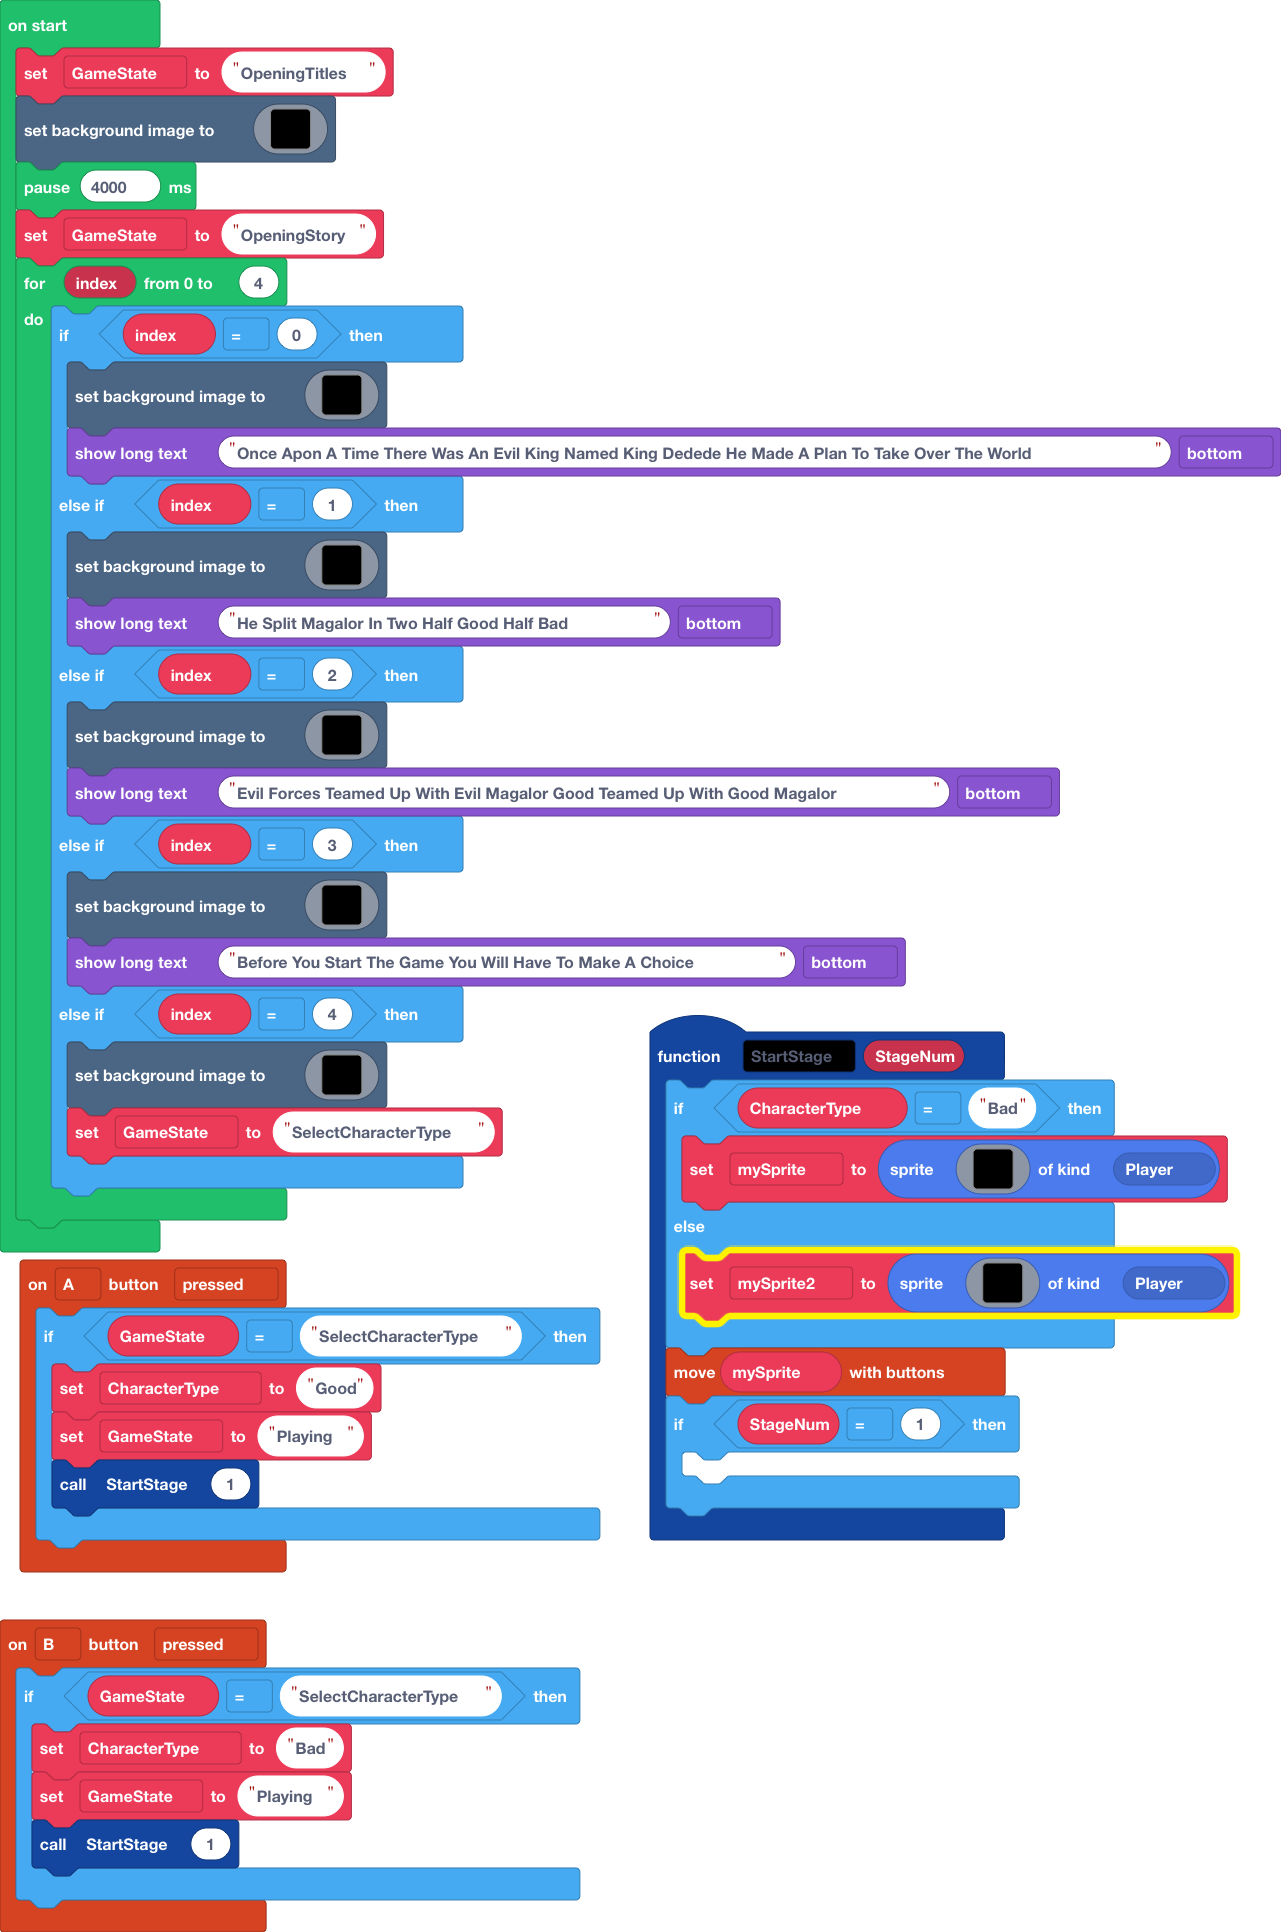 on start
set GameState to "OpeningTitles"
set background image to
pause 4000 ms
set GameState to "OpeningStory"
for index from 0 to 4
do
if index = 0 then
set background image to
show long text "Once Apon A Time There Was An Evil King Named King Dedede He Made A Plan To Take Over The World" bottom
else if index = 1 then
set background image to
show long text "He Split Magalor In Two Half Good Half Bad" bottom
else if index = 2 then
set background image to
show long text "Evil Forces Teamed Up With Evil Magalor Good Teamed Up With Good Magalor" bottom
else if index = 3 then
set background image to
show long text "Before You Start The Game You Will Have To Make A Choice" bottom
else if index = 4 then
set background image to
set GameState to "SelectCharacterType"
on A button pressed
if GameState = "SelectCharacterType" then
set CharacterType to "Good"
set GameState to "Playing"
call StartStage 1
on B button pressed
if GameState = "SelectCharacterType" then
set CharacterType to "Bad"
set GameState to "Playing"
call StartStage 1
function StartStage StageNum
if CharacterType = "Bad" then
set mySprite to sprite of kind Player
else
set mySprite2 to sprite of kind Player
move mySprite with buttons
if StageNum = 1 then